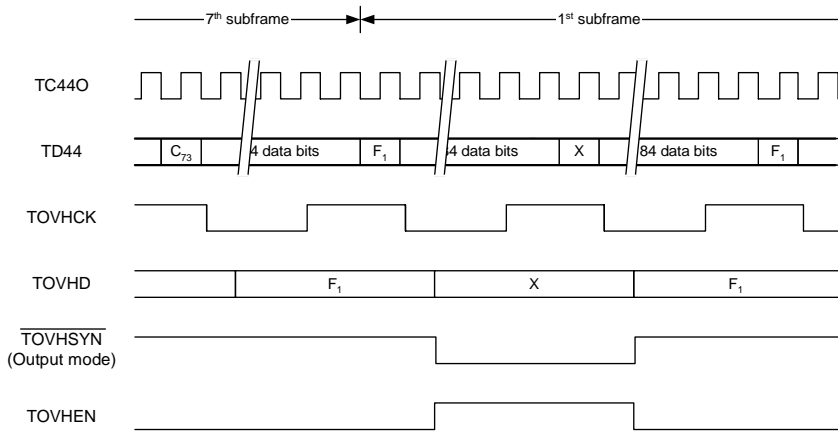 7th subframe
1st subframe
TC44O
TD44
C73
4 data bits
F1
4 data bits
X
84 data bits
F1
TOVHCK
TOVHD
F1
X
F1
TOVHSYN
(Output mode)
TOVHEN